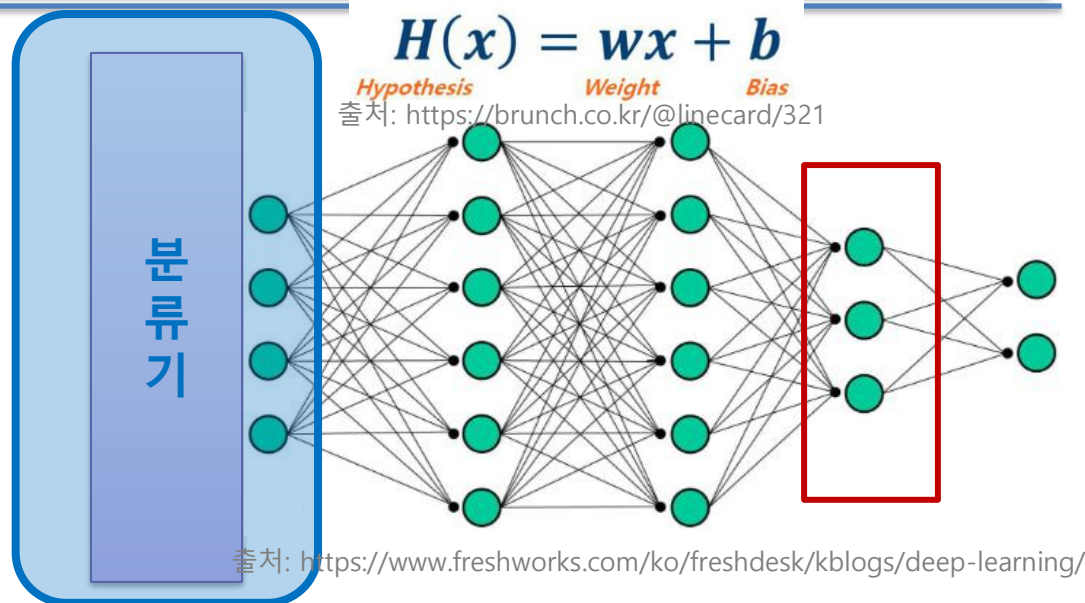 H(x) = wx + b
Hypothesis Weight Bias
출처: https://brunch.co.kr/@linecard/321
분
류
기
출처: https://www.freshworks.com/ko/freshdesk/kblogs/deep-learning/